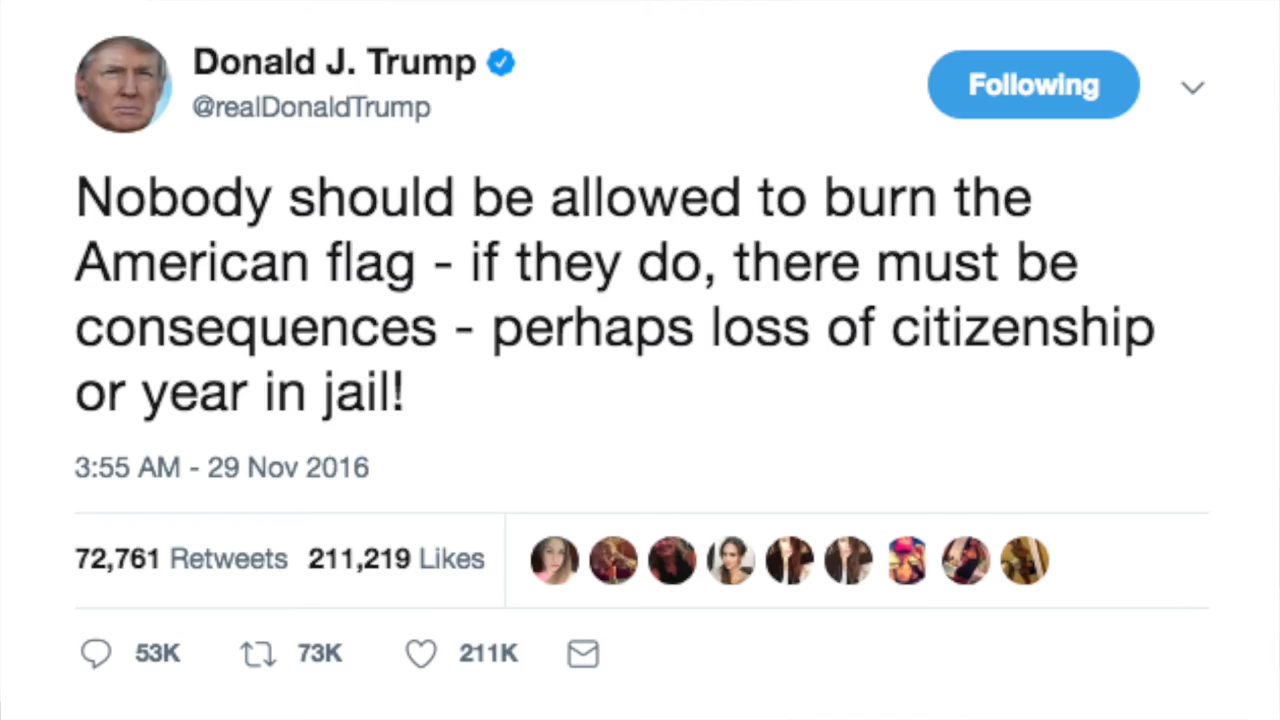 Donald J. Trump
@realDonaldTrump
Following
Nobody should be allowed to burn the
American flag - if they do, there must be
consequences - perhaps loss of citizenship
or year in jail!
3:55 AM - 29 Nov 2016
72,761 Retweets 211,219 Likes
53K 73K 211K